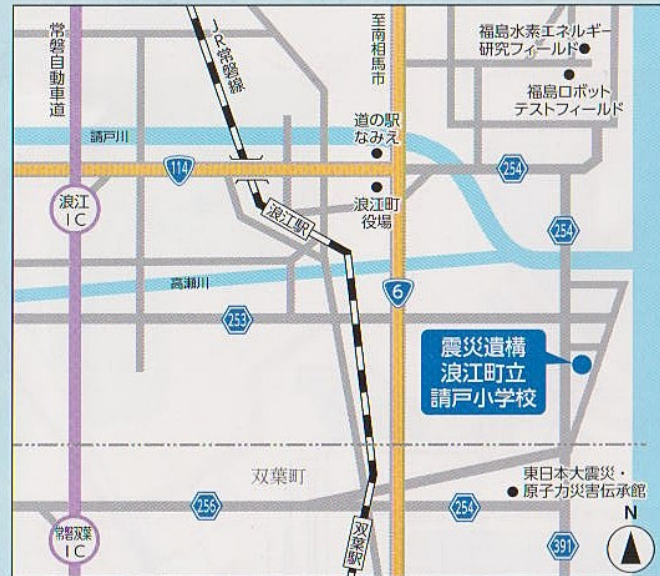 常磐自動車道
JR常磐線
至南相馬市
福島水素エネルギー
研究フィールド
福島ロボット
テストフィールド
道の駅
なみえ
請戸川
114
254
浪江
IC
浪江駅
浪江町
役場
254
高瀬川
6
253
震災遺構
浪江町立
請戸小学校
双葉町
東日本大震災・
原子力災害伝承館
256
254
N
常磐双葉
IC
双葉駅
391